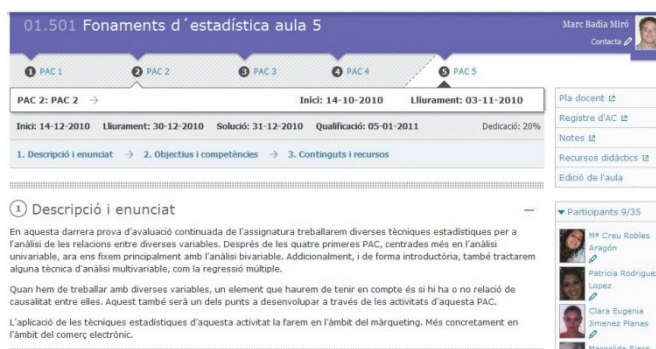 01.501 Fonaments d´estadística aula 5
Marc Badia Miró
Contacta
1 PAC 1
2 PAC 2
3 PAC 3
4 PAC 4
5 PAC 5
PAC 2: PAC 2 → Inici: 14-10-2010 Lliurament: 03-11-2010
Inici: 14-12-2010 Lliurament: 30-12-2010 Solució: 31-12-2010 Qualificació: 05-01-2011 Dedicació: 20%
1. Descripció i enunciat → 2. Objectius i competències → 3. Continguts i recursos
1 Descripció i enunciat
En aquesta darrera prova d'avaluació continuada de l'assignatura treballarem diverses tècniques estadístiques per a
l'anàlisi de les relacions entre diverses variables. Després de les quatre primeres PAC, centrades més en l'anàlisi
univariable, ara ens fixem principalment amb l'anàlisi bivariable. Addicionalment, i de forma introductòria, també tractarem
alguna tècnica d'anàlisi multivariable, com la regressió múltiple.
Quan hem de treballar amb diverses variables, un element que haurem de tenir en compte és si hi ha o no relació de
causalitat entre elles. Aquest també serà un dels punts a desenvolupar a través de les activitats d'aquesta PAC.
L'aplicació de les tècniques estadístiques d'aquesta activitat la farem en l'àmbit del màrqueting. Més concretament en
l'àmbit del comerç electrònic.
Pla docent
Registre d'AC
Notes
Recursos didàctics
Edició de l'aula
Participants 9/35
Mª Creu Robles
Aragón
Patricia Rodriguez
Lopez
Clara Eugenia
Jimenez Planas